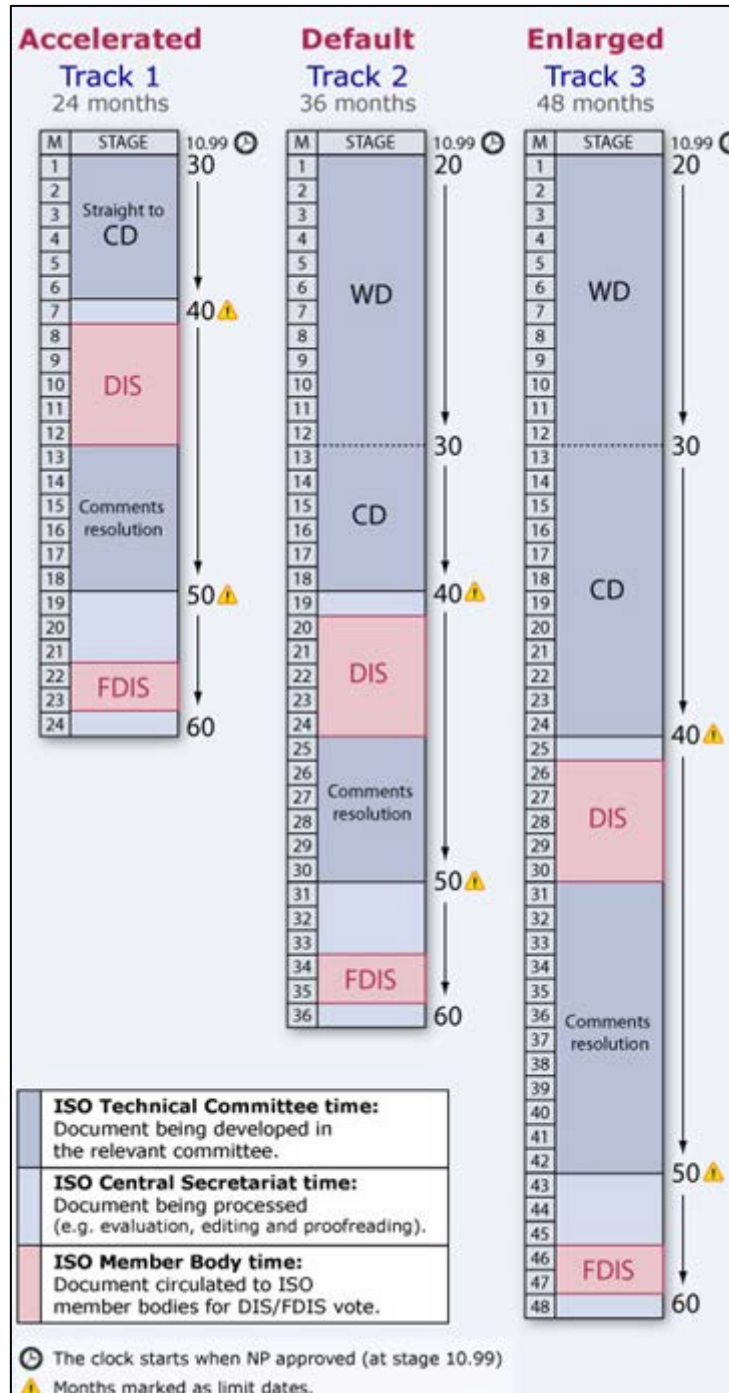 Accelerated
Track 1
24 months
M STAGE 10.99
1 30
2
3 Straight to
4 CD
5
6
7 40
8
9
10 DIS
11
12
13
14
15 Comments
16 resolution
17
18
19 50
20
21
22 FDIS
23
24 60
Default
Track 2
36 months
M STAGE 10.99
1 20
2
3
4
5
6 WD
7
8
9
10
11
12 30
13
14
15 CD
16
17
18
19 40
20
21
22 DIS
23
24
25
26
27 Comments
28 resolution
29
30 50
31
32
33
34 FDIS
35
36 60
Enlarged
Track 3
48 months
M STAGE 10.99
1 20
2
3
4
5
6 WD
7
8
9
10
11
12 30
13
14
15
16
17
18 CD
19
20
21
22
23
24 40
25
26
27
28 DIS
29
30
31
32
33
34
35
36 Comments
37 resolution
38
39
40
41
42 50
43
44
45
46 FDIS
47
48 60
ISO Technical Committee time:
Document being developed in
the relevant committee.
ISO Central Secretariat time:
Document being processed
(e.g. evaluation, editing and proofreading).
ISO Member Body time:
Document circulated to ISO
member bodies for DIS/FDIS vote.
The clock starts when NP approved (at stage 10.99)
Months marked as limit dates.